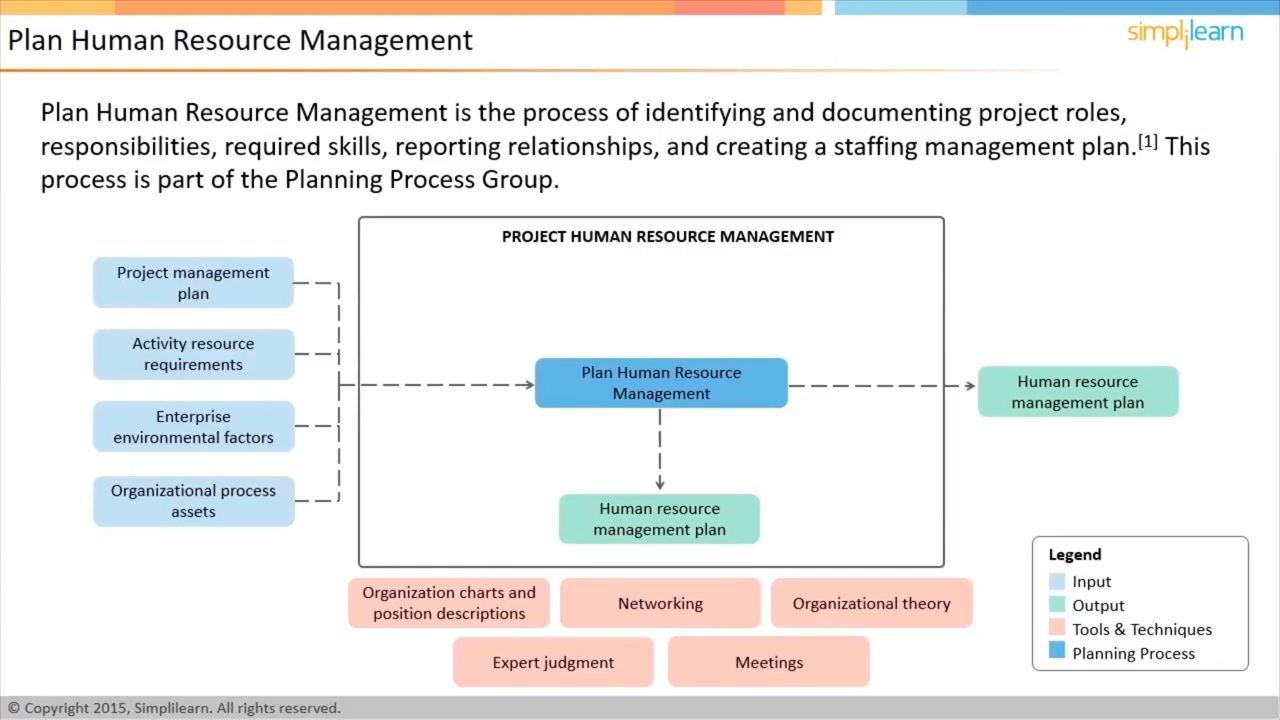 Plan Human Resource Management
simplilearn
Plan Human Resource Management is the process of identifying and documenting project roles,
responsibilities, required skills, reporting relationships, and creating a staffing management plan.[1] This
process is part of the Planning Process Group.
PROJECT HUMAN RESOURCE MANAGEMENT
Project management
plan
Activity resource
requirements
Enterprise
environmental factors
Organizational process
assets
Plan Human Resource
Management
Human resource
management plan
Human resource
management plan
Organization charts and
position descriptions
Networking
Organizational theory
Expert judgment
Meetings
Legend
Input
Output
Tools & Techniques
Planning Process
© Copyright 2015, Simplilearn. All rights reserved.